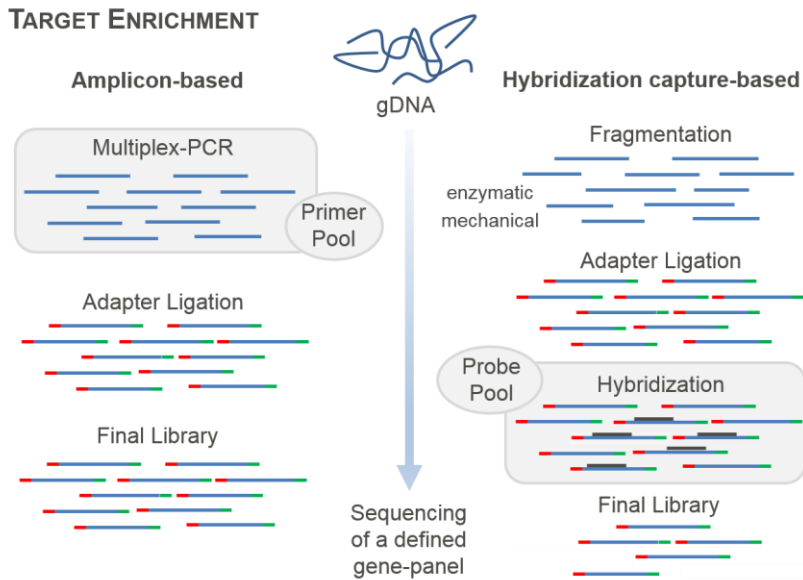 TARGET ENRICHMENT
Amplicon-based
gDNA
Hybridization capture-based
Multiplex-PCR
Primer
Pool
Adapter Ligation
Final Library
Fragmentation
enzymatic
mechanical
Adapter Ligation
Probe
Pool
Hybridization
Final Library
Sequencing
of a defined
gene-panel